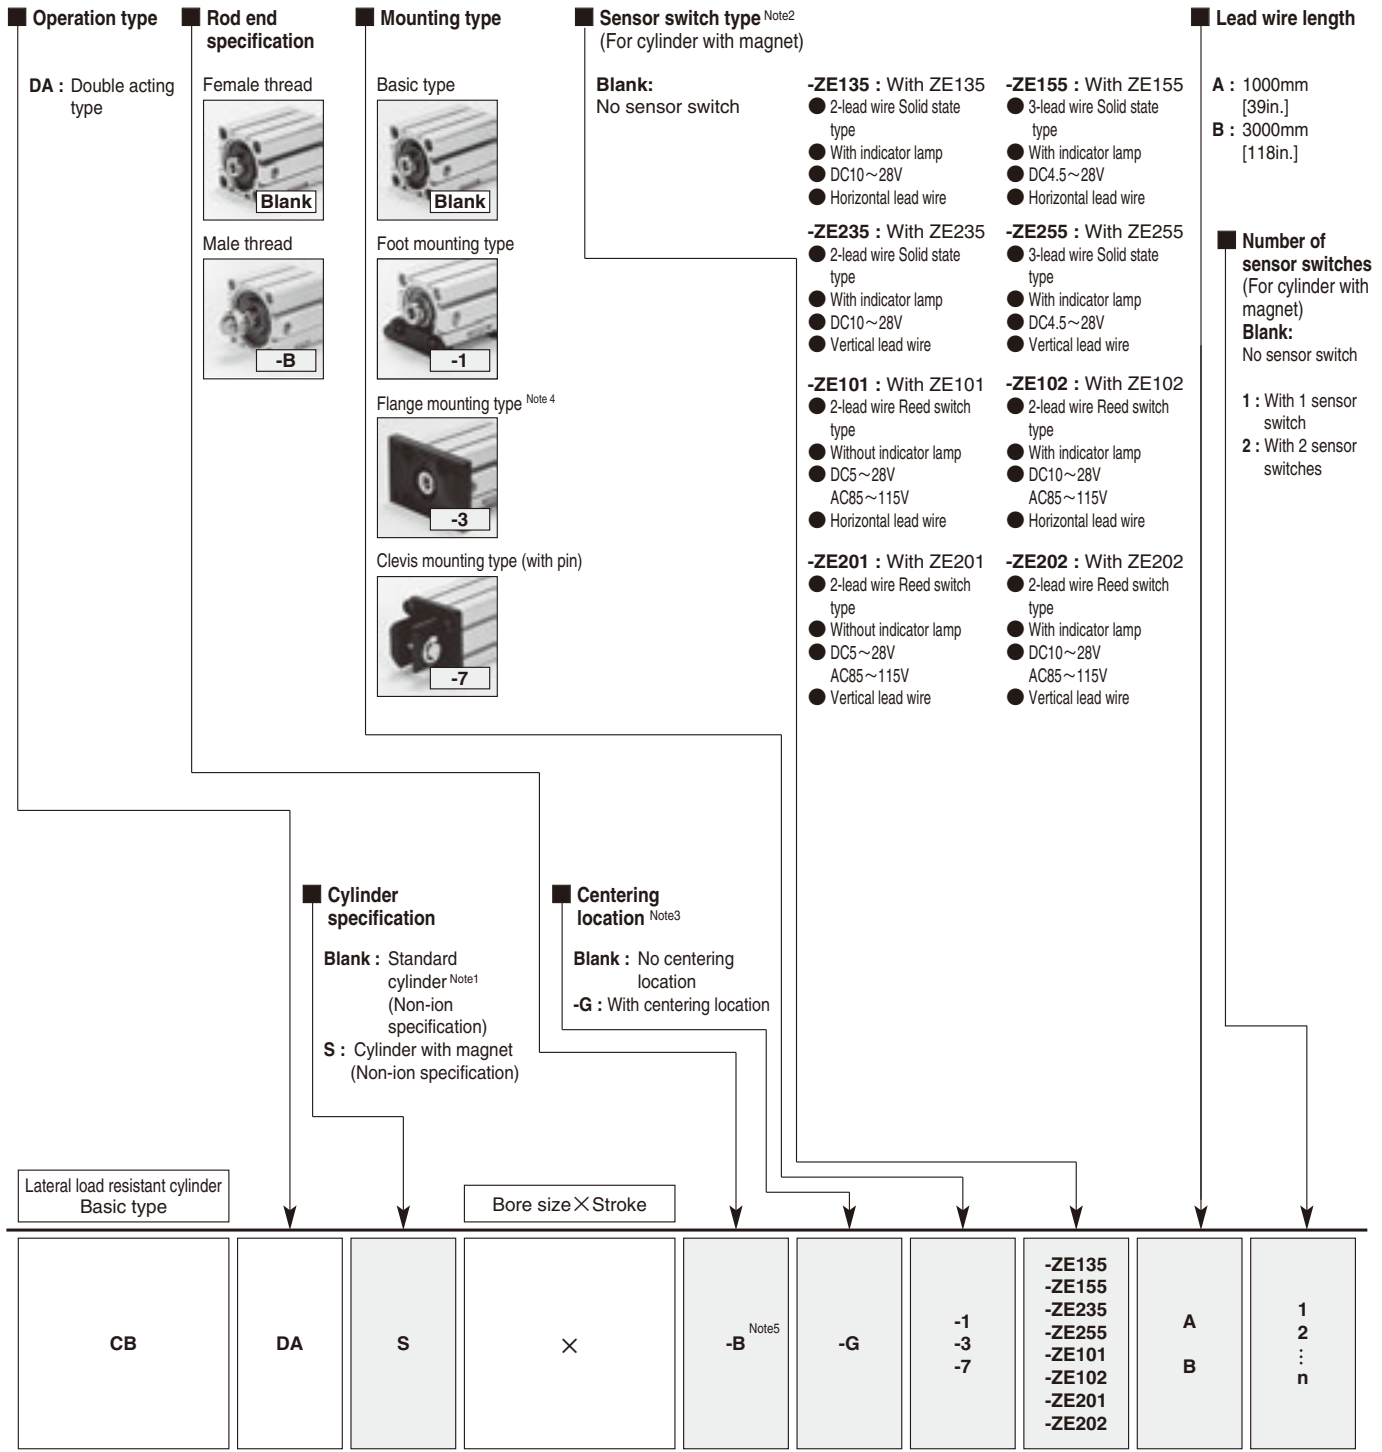 ■ Operation type
DA : Double acting
type
■ Rod end
specification
Female thread
Blank
Male thread
-B
■ Mounting type
Basic type
Blank
Foot mounting type
-1
Flange mounting type Note 4
-3
Clevis mounting type (with pin)
-7
■ Sensor switch type Note2
(For cylinder with magnet)
Blank:
No sensor switch
-ZE135 : With ZE135
● 2-lead wire Solid state
type
● With indicator lamp
● DC10～28V
● Horizontal lead wire
-ZE235 : With ZE235
● 2-lead wire Solid state
type
● With indicator lamp
● DC10～28V
● Vertical lead wire
-ZE101 : With ZE101
● 2-lead wire Reed switch
type
● Without indicator lamp
● DC5～28V
AC85～115V
● Horizontal lead wire
-ZE201 : With ZE201
● 2-lead wire Reed switch
type
● Without indicator lamp
● DC5～28V
AC85～115V
● Vertical lead wire
-ZE155 : With ZE155
● 3-lead wire Solid state
type
● With indicator lamp
● DC4.5～28V
● Horizontal lead wire
-ZE255 : With ZE255
● 3-lead wire Solid state
type
● With indicator lamp
● DC4.5～28V
● Vertical lead wire
-ZE102 : With ZE102
● 2-lead wire Reed switch
type
● With indicator lamp
● DC10～28V
AC85～115V
● Horizontal lead wire
-ZE202 : With ZE202
● 2-lead wire Reed switch
type
● With indicator lamp
● DC10～28V
AC85～115V
● Vertical lead wire
■ Lead wire length
A : 1000mm
[39in.]
B : 3000mm
[118in.]
■ Number of
sensor switches
(For cylinder with
magnet)
Blank:
No sensor switch
1 : With 1 sensor
switch
2 : With 2 sensor
switches
■ Cylinder
specification
Blank : Standard
cylinder Note1
(Non-ion
specification)
S : Cylinder with magnet
(Non-ion specification)
■ Centering
location Note3
Blank : No centering
location
-G : With centering location
Lateral load resistant cylinder
Basic type
Bore size×Stroke
CB
DA
S
×
-B Note5
-G
-1
-3
-7
-ZE135
-ZE155
-ZE235
-ZE255
-ZE101
-ZE102
-ZE201
-ZE202
A
B
1
2
⋮
n